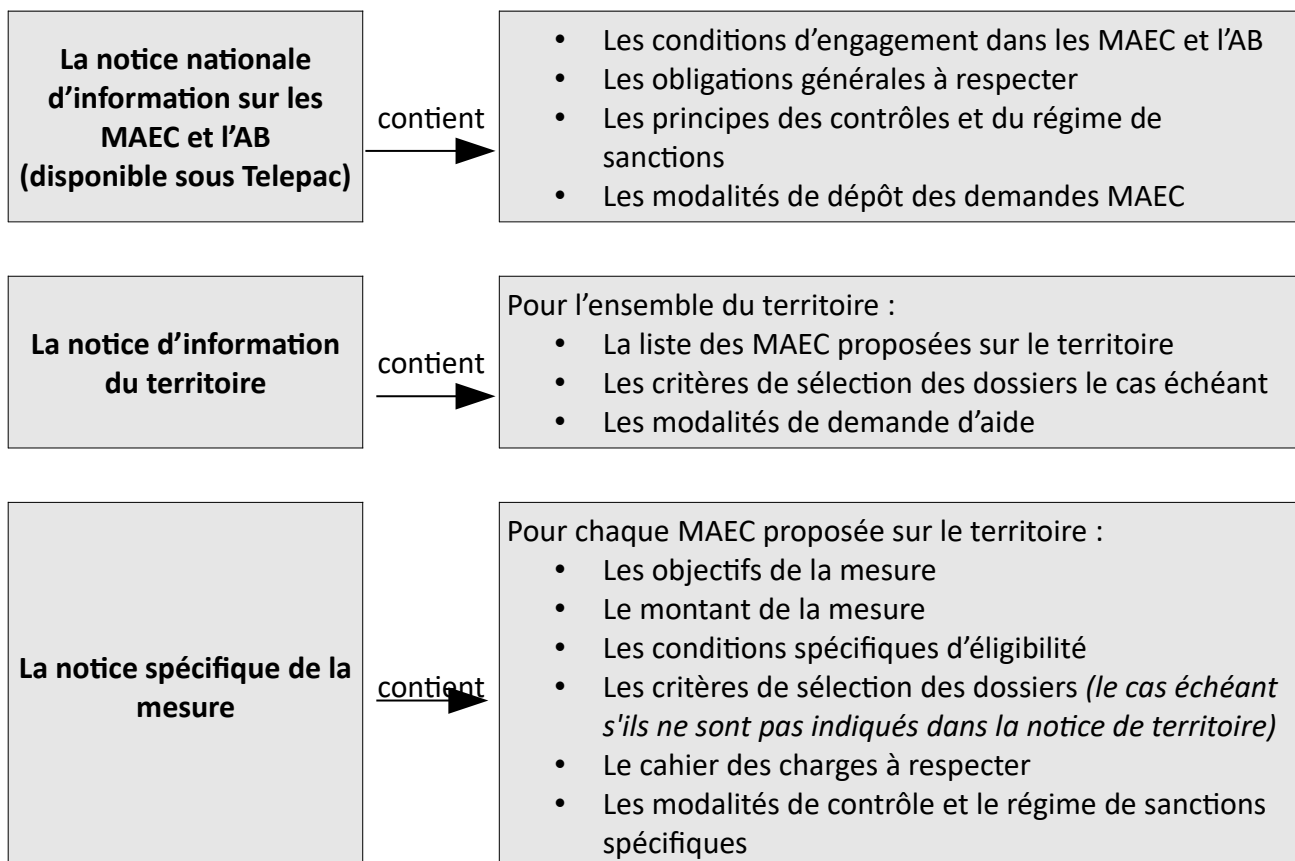 La notice nationale
d’information sur les
MAEC et l’AB
(disponible sous Telepac)
contient
• Les conditions d’engagement dans les MAEC et l’AB
• Les obligations générales à respecter
• Les principes des contrôles et du régime de
sanctions
• Les modalités de dépôt des demandes MAEC
La notice d’information
du territoire
contient
Pour l’ensemble du territoire :
• La liste des MAEC proposées sur le territoire
• Les critères de sélection des dossiers le cas échéant
• Les modalités de demande d’aide
La notice spécifique de la
mesure
contient
Pour chaque MAEC proposée sur le territoire :
• Les objectifs de la mesure
• Le montant de la mesure
• Les conditions spécifiques d’éligibilité
• Les critères de sélection des dossiers (le cas échéant
s'ils ne sont pas indiqués dans la notice de territoire)
• Le cahier des charges à respecter
• Les modalités de contrôle et le régime de sanctions
spécifiques